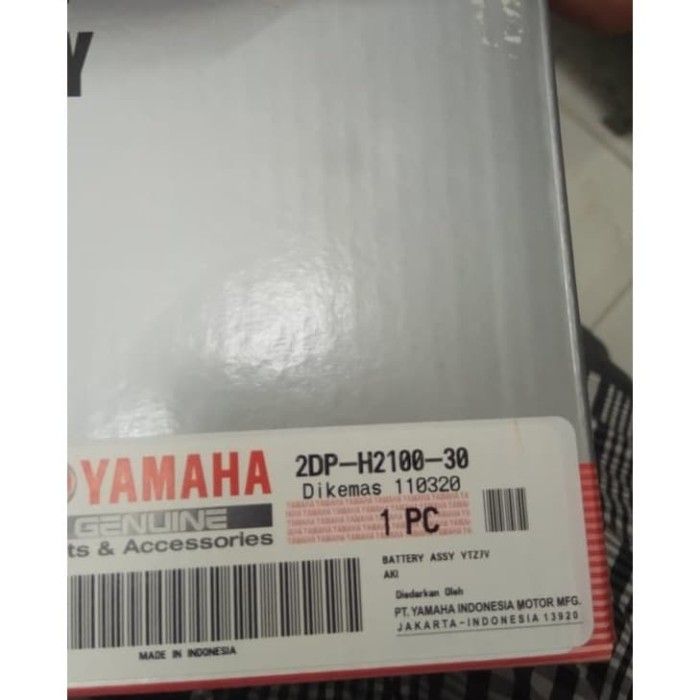 Y
YAMAHA
GENUINE
ts & Accessories
2DP-H2100-30
Dikemas 110320
1 PC
BATTERY ASSY YTZ7V
AKI
Diedarkan Oleh
PT. YAMAHA INDONESIA MOTOR MFG.
JAKARTA-INDONESIA 13920
MADE IN INDONESIA